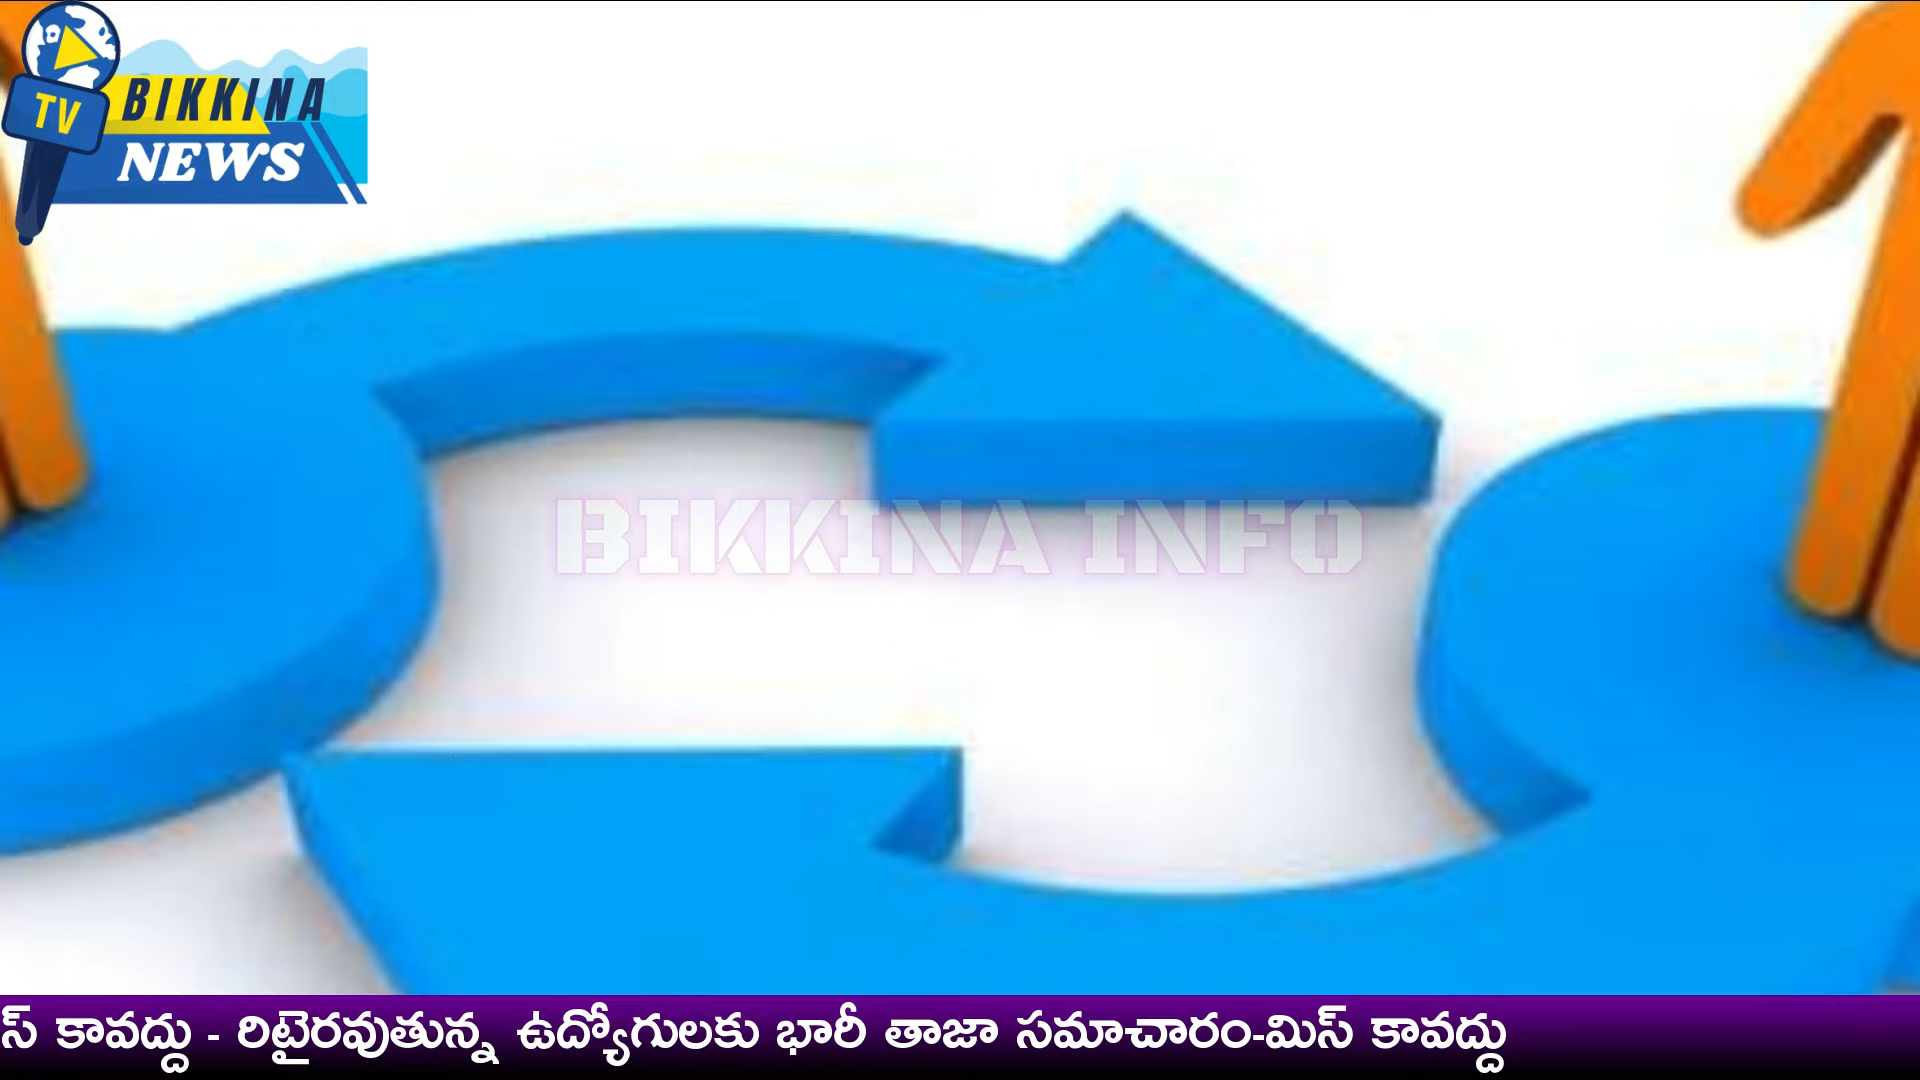 TV
BIKKINA
NEWS
BIKKINA INFO
స్ కావద్దు - రిటైరవుతున్న ఉద్యోగులకు భారీ తాజా సమాచారం-మిస్ కావద్దు